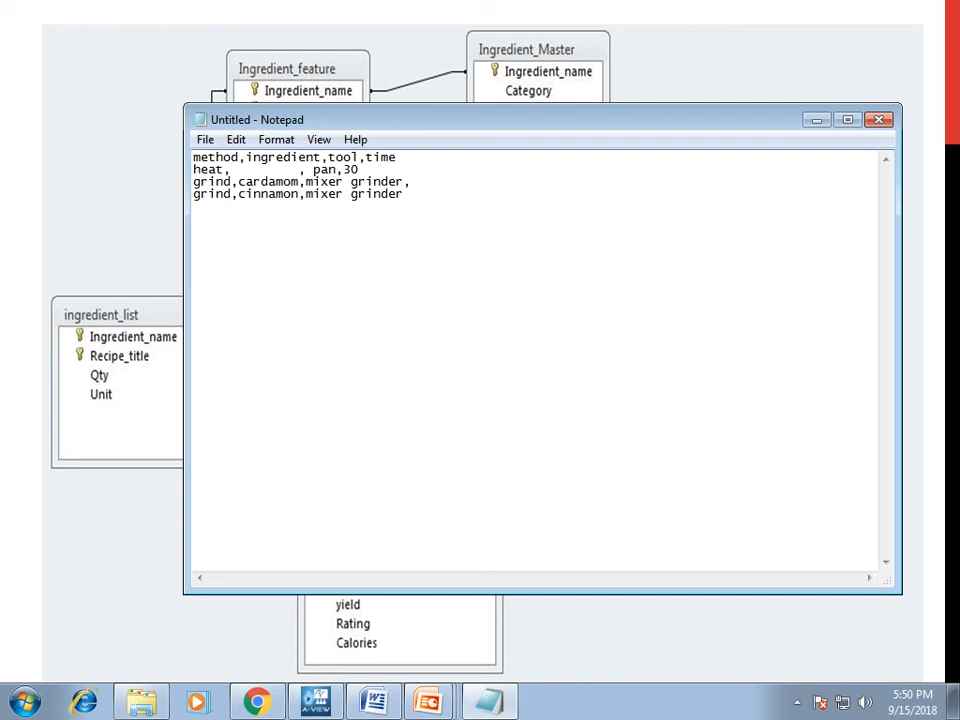 Ingredient_feature
Ingredient_name
Ingredient_Master
Ingredient_name
Category
Untitled - Notepad
File Edit Format View Help
method,ingredient,tool,time
heat,         , pan,30
grind,cardamom,mixer grinder,
grind,cinnamon,mixer grinder
ingredient_list
Ingredient_name
Recipe_title
Qty
Unit
yield
Rating
Calories
A-VIEW
5:50 PM
9/15/2018